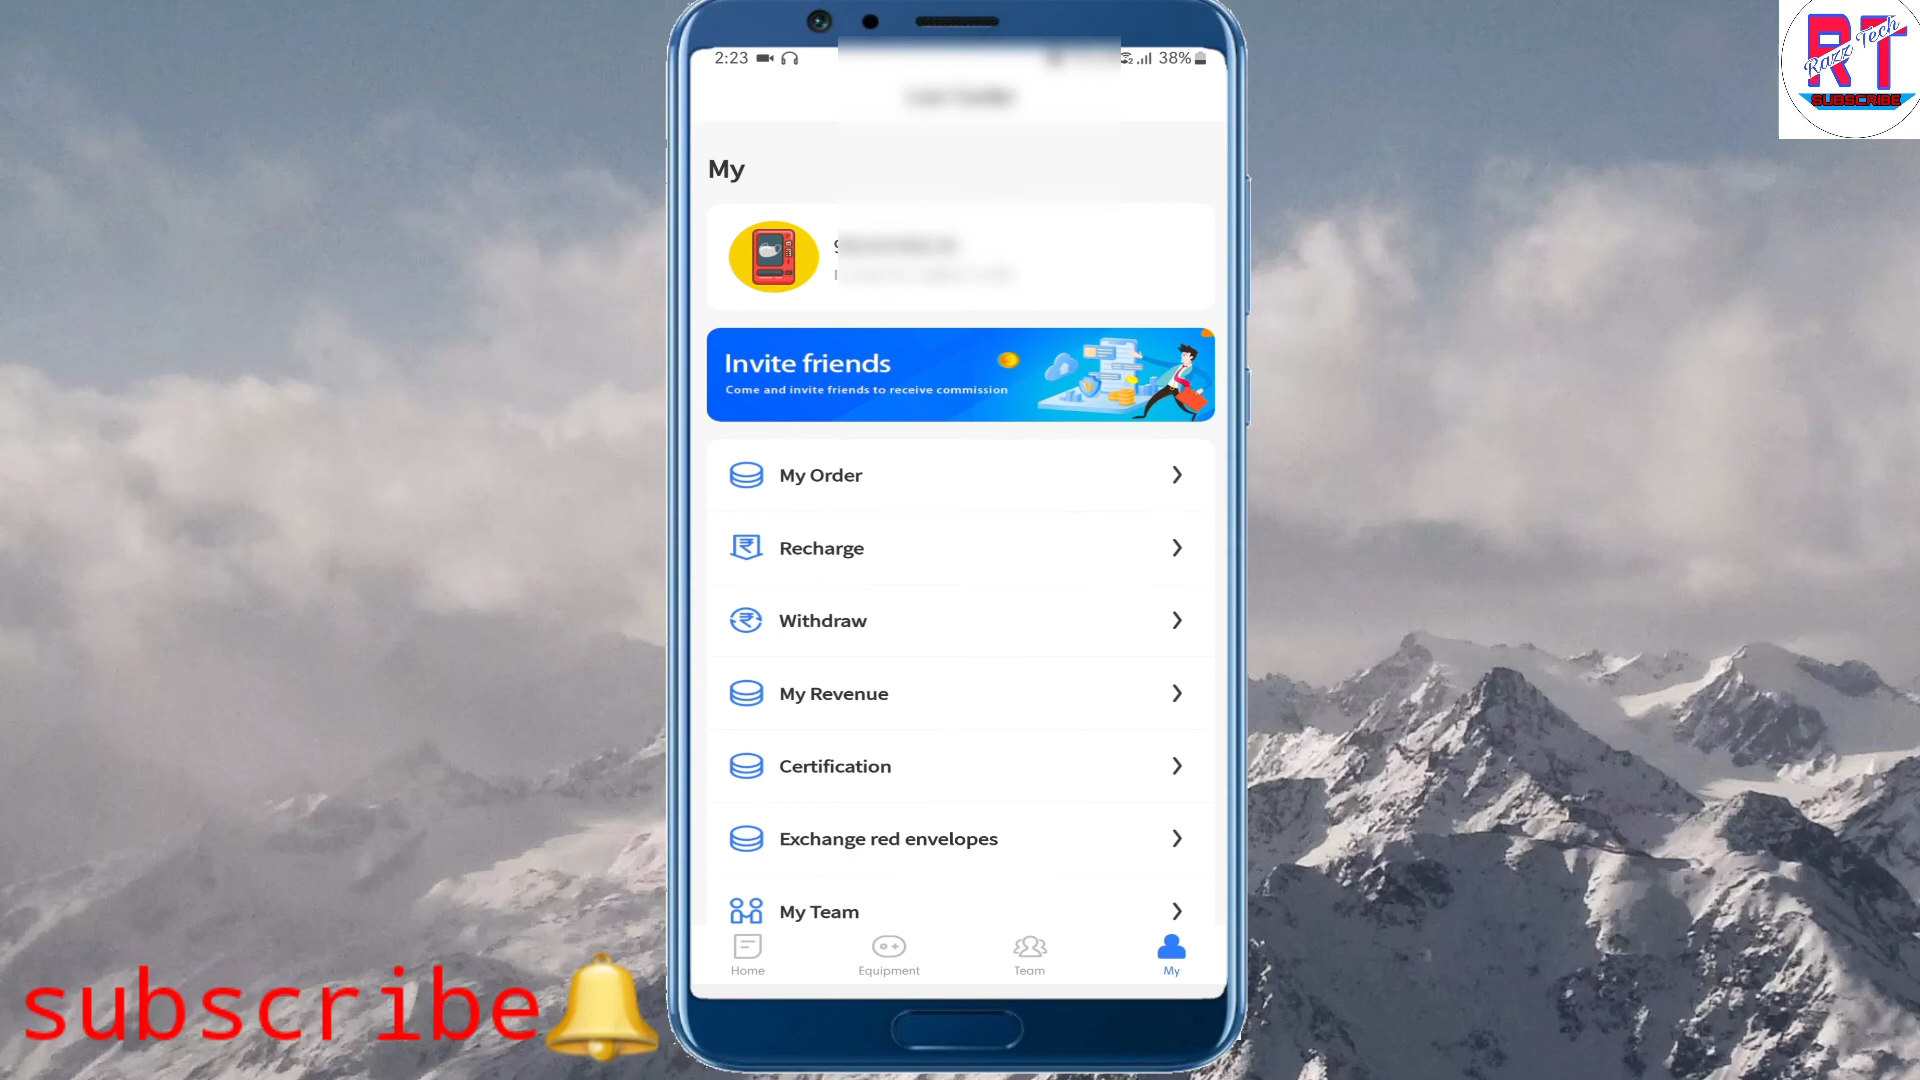 2:23
38%
RT
Razz Tech
SUBSCRIBE
My
Invite friends
Come and invite friends to receive commission
My Order
Recharge
Withdraw
My Revenue
Certification
Exchange red envelopes
My Team
Home
Equipment
Team
My
subscribe